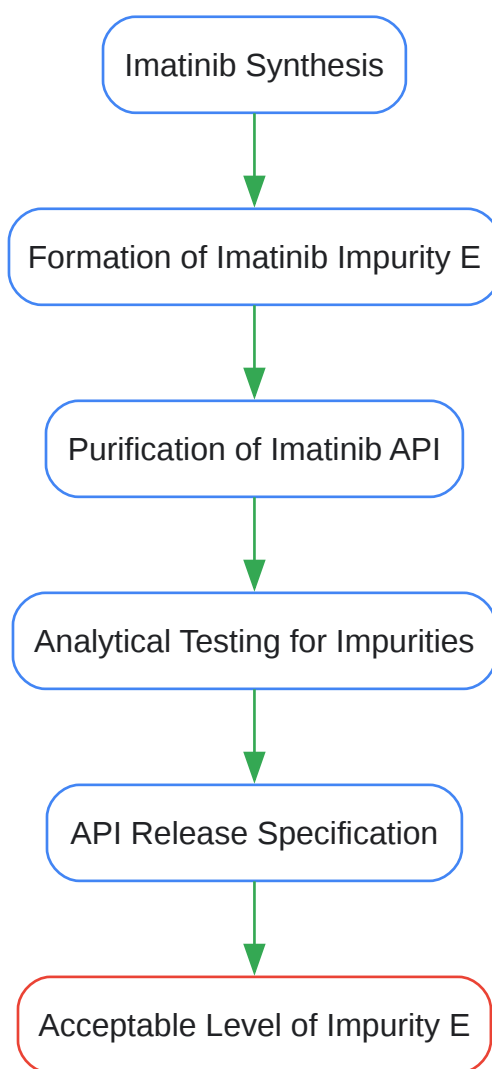 Imatinib Synthesis
Formation of Imatinib Impurity E
Purification of Imatinib API
Analytical Testing for Impurities
API Release Specification
Acceptable Level of Impurity E